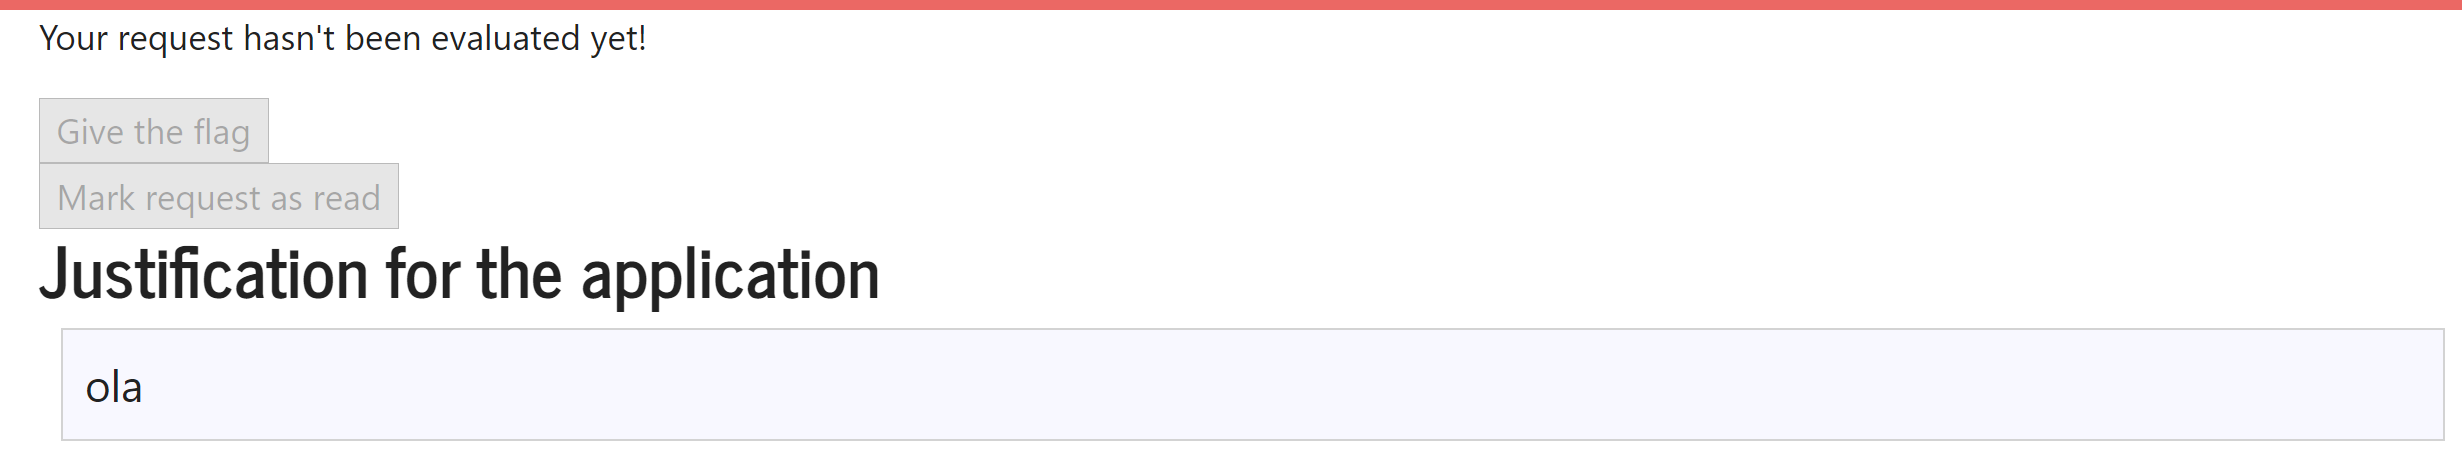 Your request hasn't been evaluated yet!
Give the flag
Mark request as read
Justification for the application
ola